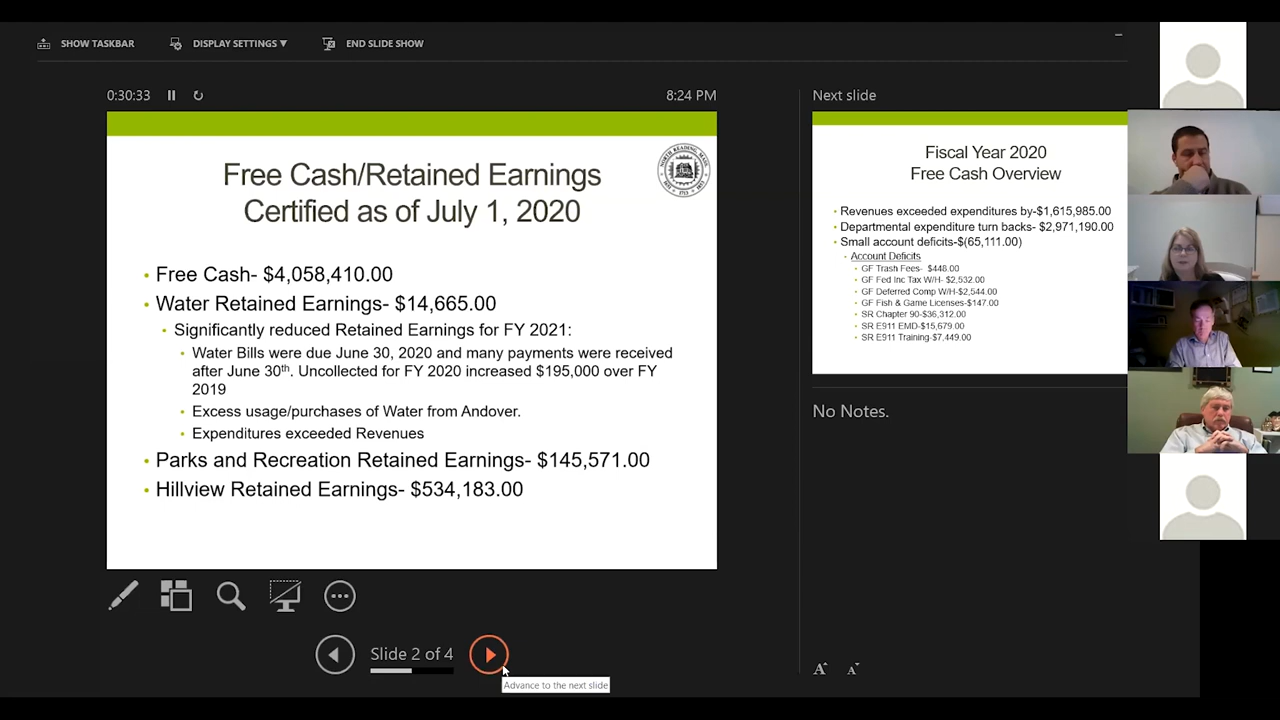 SHOW TASKBAR
DISPLAY SETTINGS ▼
END SLIDE SHOW
0:30:33
8:24 PM
Free Cash/Retained Earnings
Certified as of July 1, 2020
• Free Cash- $4,058,410.00
• Water Retained Earnings- $14,665.00
• Significantly reduced Retained Earnings for FY 2021:
• Water Bills were due June 30, 2020 and many payments were received
after June 30th. Uncollected for FY 2020 increased $195,000 over FY
2019
• Excess usage/purchases of Water from Andover.
• Expenditures exceeded Revenues
• Parks and Recreation Retained Earnings- $145,571.00
• Hillview Retained Earnings- $534,183.00
Slide 2 of 4
Advance to the next slide
Next slide
Fiscal Year 2020
Free Cash Overview
• Revenues exceeded expenditures by-$1,615,985.00
• Departmental expenditure turn backs- $2,971,190.00
• Small account deficits-$(65,111.00)
• Account Deficits
• GF Trash Fees- $448.00
• GF Fed Inc Tax W/H- $2,532.00
• GF Deferred Comp W/H-$2,544.00
• GF Fish & Game Licenses-$147.00
• SR Chapter 90-$36,312.00
• SR E911 EMD-$15,679.00
• SR E911 Training-$7,449.00
No Notes.
A A